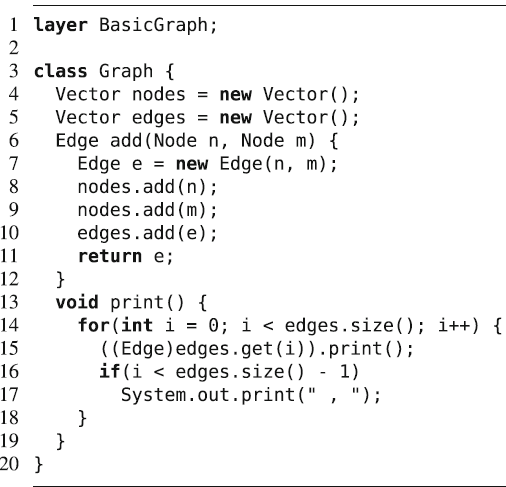 1 layer BasicGraph;
2
3 class Graph {
4   Vector nodes = new Vector();
5   Vector edges = new Vector();
6   Edge add(Node n, Node m) {
7     Edge e = new Edge(n, m);
8     nodes.add(n);
9     nodes.add(m);
10     edges.add(e);
11     return e;
12   }
13   void print() {
14     for(int i = 0; i < edges.size(); i++) {
15       ((Edge)edges.get(i)).print();
16       if(i < edges.size() - 1)
17         System.out.print(" , ");
18     }
19   }
20 }